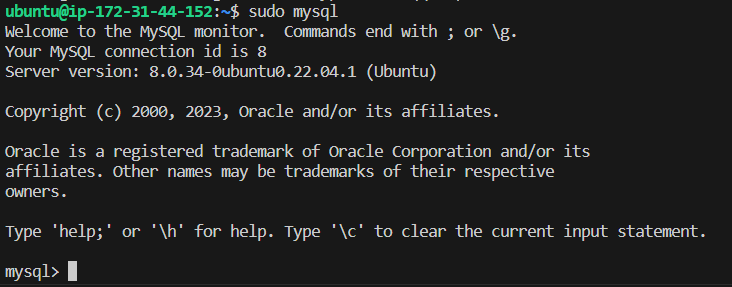 ubuntu@ip-172-31-44-152:~$ sudo mysql
Welcome to the MySQL monitor.  Commands end with ; or \g.
Your MySQL connection id is 8
Server version: 8.0.34-0ubuntu0.22.04.1 (Ubuntu)
Copyright (c) 2000, 2023, Oracle and/or its affiliates.
Oracle is a registered trademark of Oracle Corporation and/or its
affiliates. Other names may be trademarks of their respective
owners.
Type 'help;' or '\h' for help. Type '\c' to clear the current input statement.
mysql>